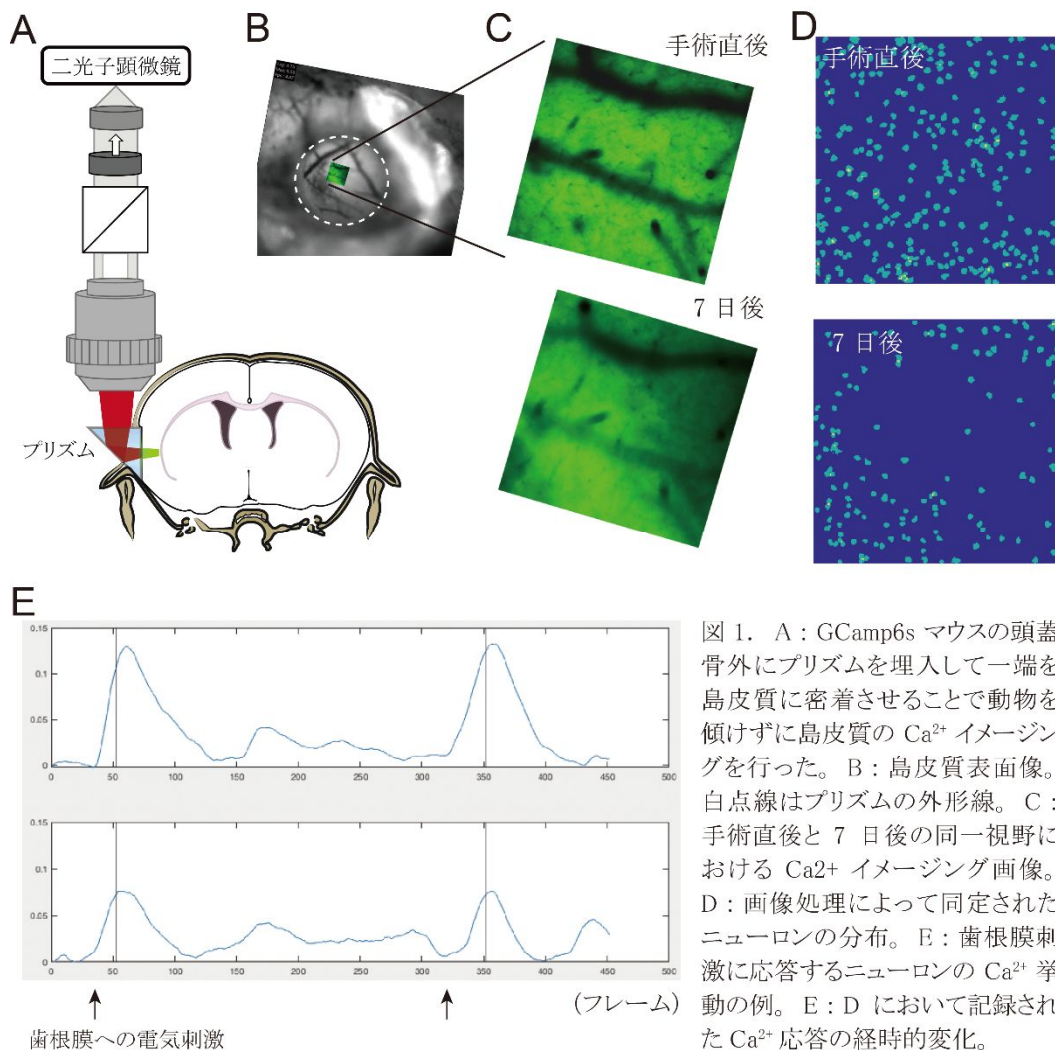 A
二光子顕微鏡
プリズム
B
C
手術直後
7 日後
D
手術直後
7 日後
E
0.15
0.1
0.05
0
0 50 100 150 200 250 300 350 400 450 500
0.15
0.1
0.05
0
0 50 100 150 200 250 300 350 400 450 500
(フレーム)
歯根膜への電気刺激
図 1. A：GCamp6s マウスの頭蓋
骨外にプリズムを埋入して一端を
島皮質に密着させることで動物を
傾けずに島皮質の Ca²⁺ イメージン
グを行った。B：島皮質表面像。
白点線はプリズムの外形線。C：
手術直後と 7 日後の同一視野に
おける Ca2+ イメージング画像。
D：画像処理によって同定された
ニューロンの分布。E：歯根膜刺
激に応答するニューロンの Ca²⁺ 挙
動の例。E：D において記録され
た Ca²⁺ 応答の経時的変化。